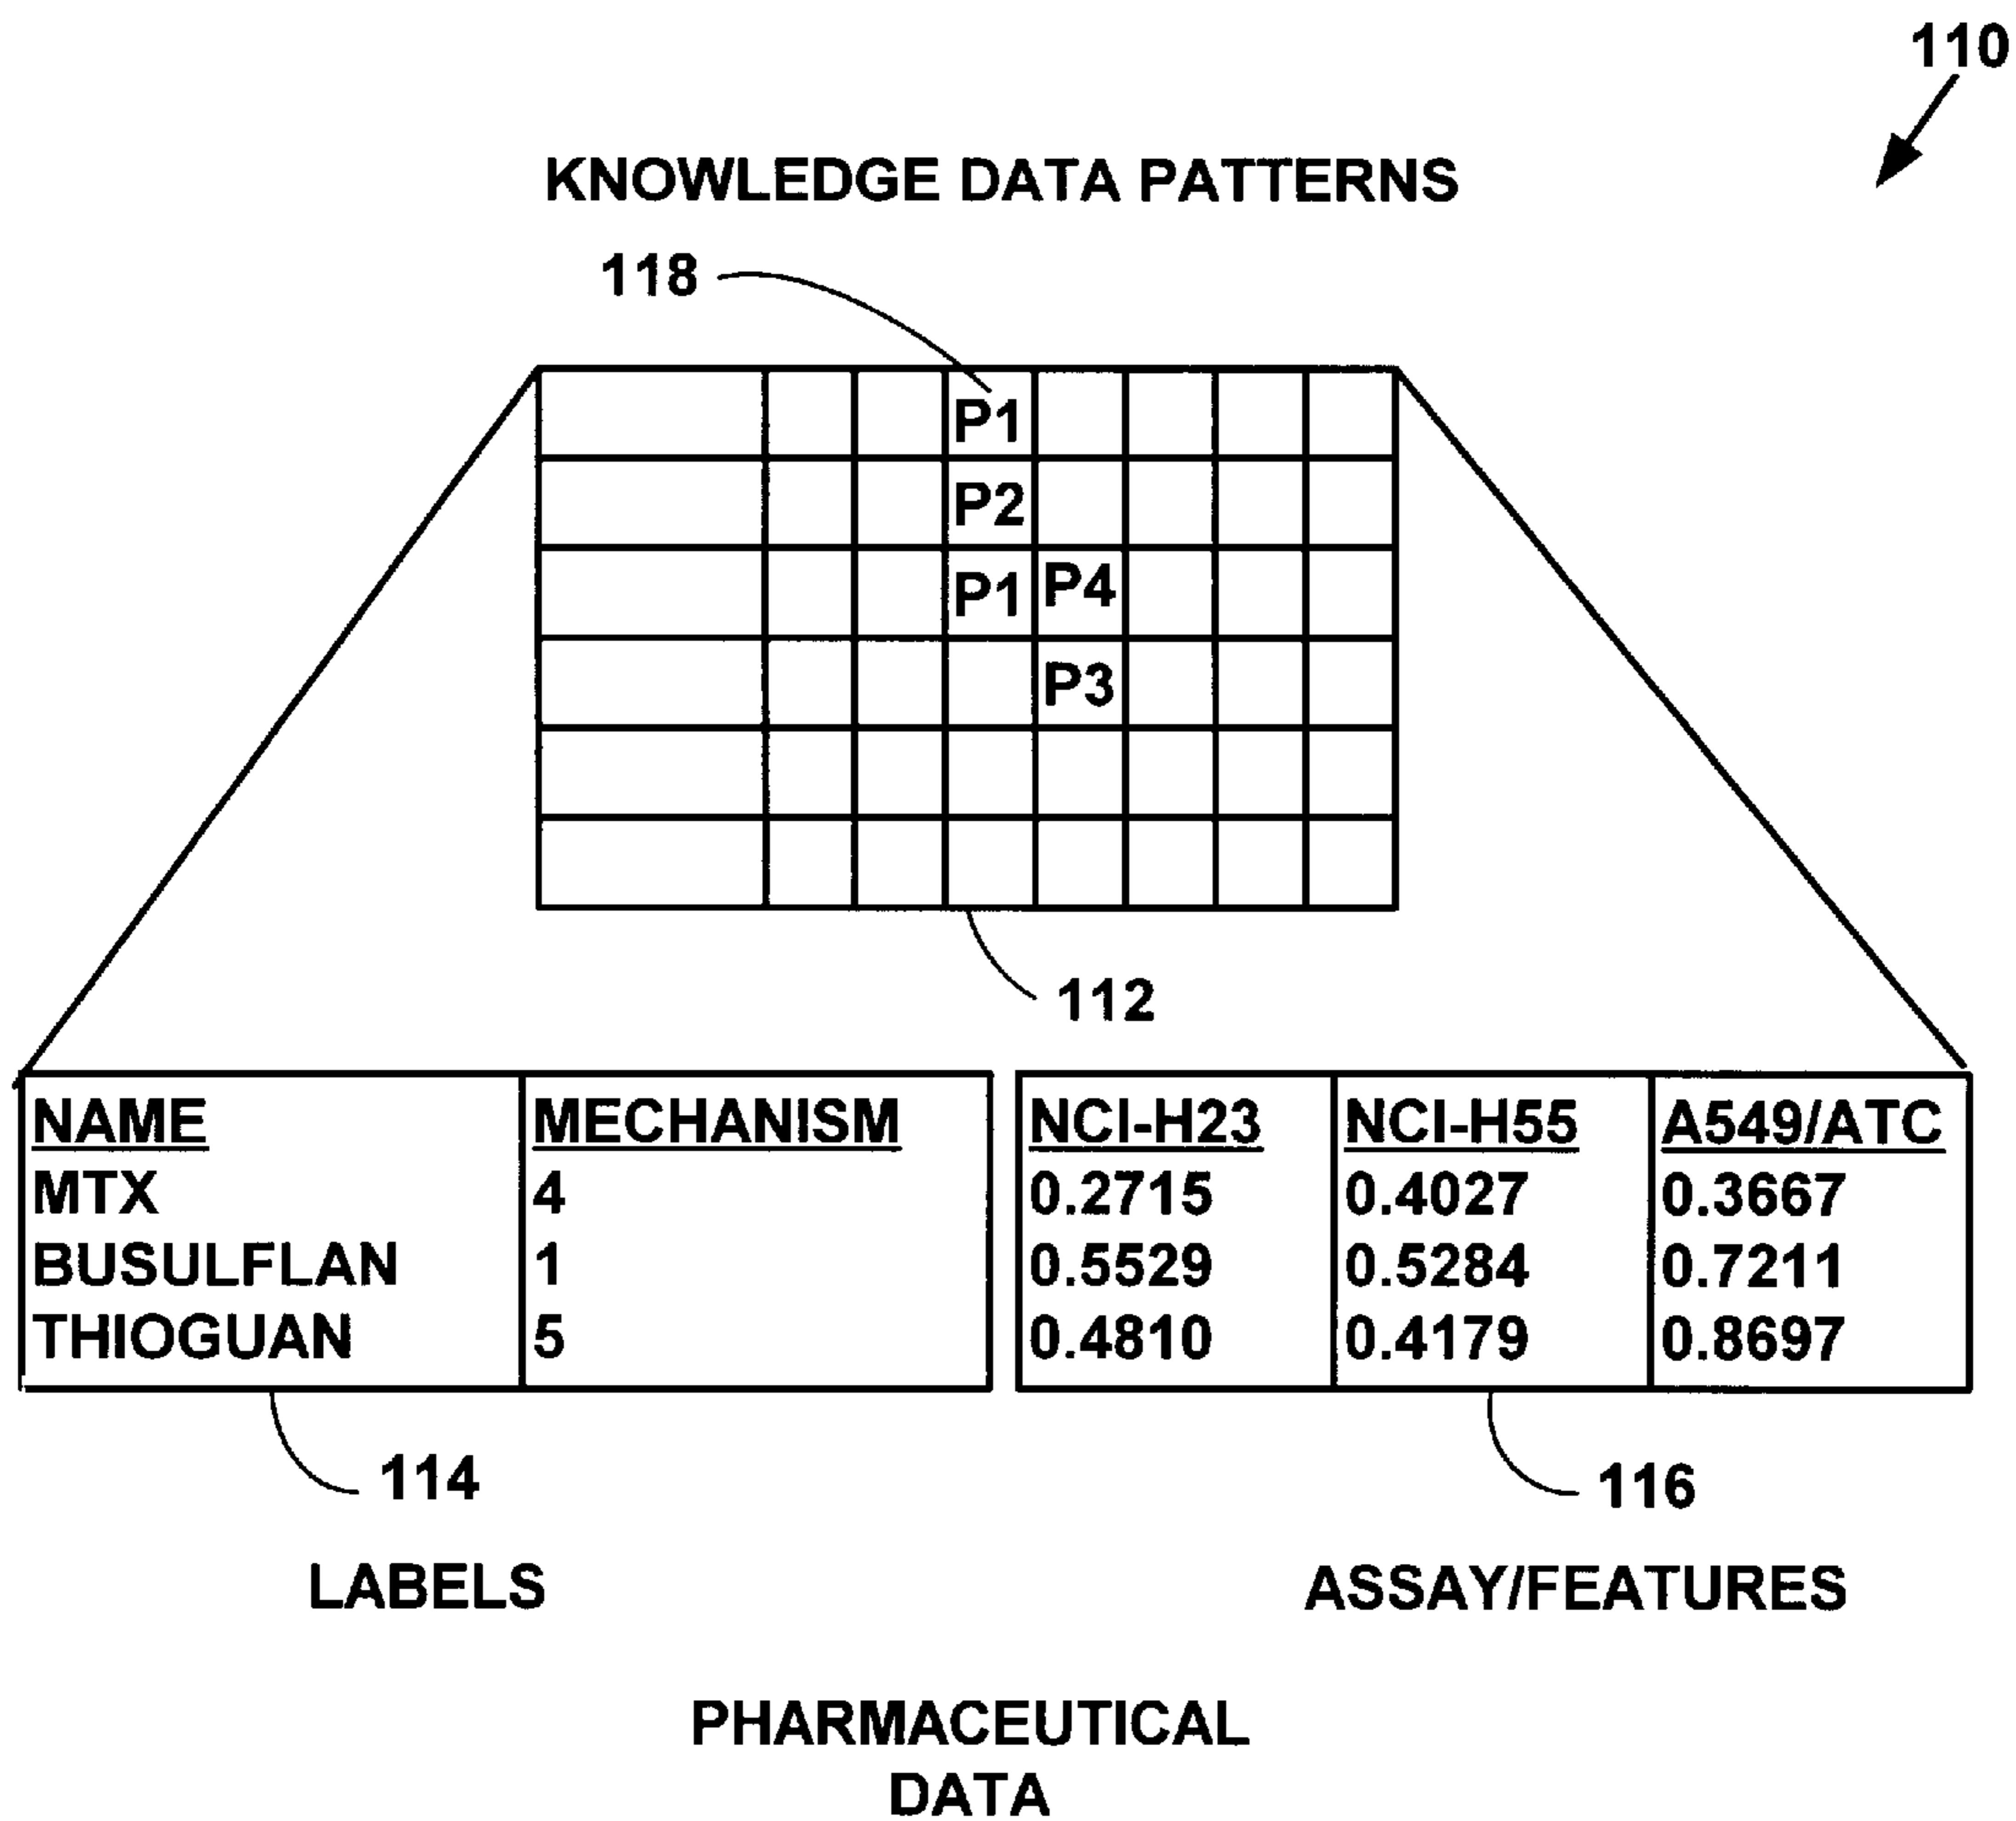 110
KNOWLEDGE DATA PATTERNS
118
P1
P2
P1 P4
P3
112
NAME MECHANISM NCI-H23 NCI-H55 A549/ATC
MTX 4 0.2715 0.4027 0.3667
BUSULFLAN 1 0.5529 0.5284 0.7211
THIOGUAN 5 0.4810 0.4179 0.8697
114 116
LABELS ASSAY/FEATURES
PHARMACEUTICAL
DATA